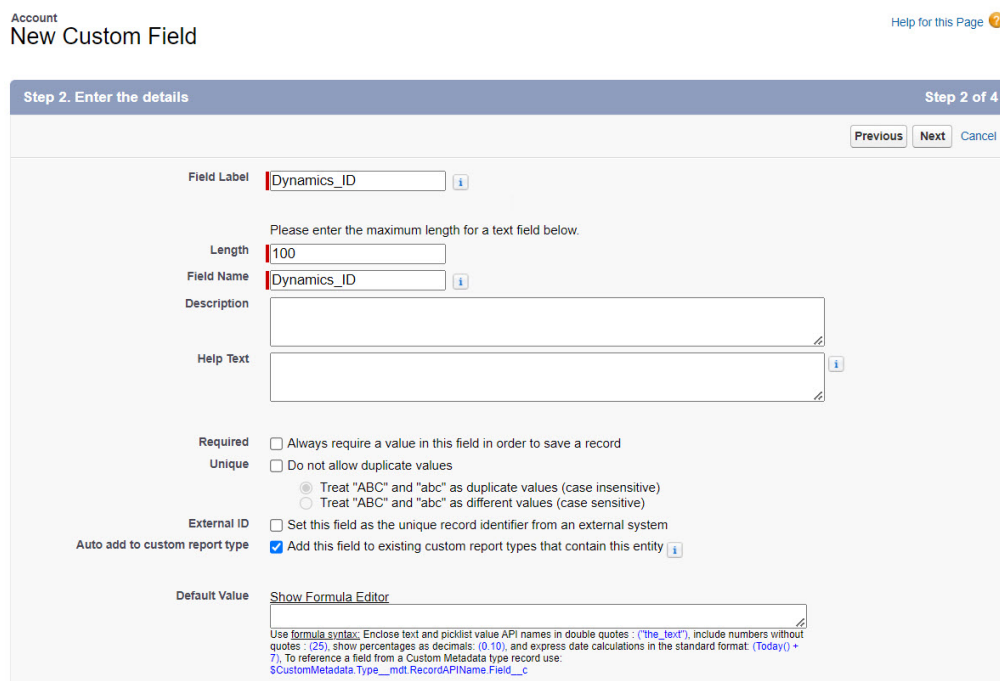 Account
New Custom Field
Help for this Page
?
Step 2. Enter the details
Step 2 of 4
Previous
Next
Cancel
Field Label
Dynamics_ID
i
Please enter the maximum length for a text field below.
Length
100
Field Name
Dynamics_ID
i
Description
Help Text
i
Required
Always require a value in this field in order to save a record
Unique
Do not allow duplicate values
Treat "ABC" and "abc" as duplicate values (case insensitive)
Treat "ABC" and "abc" as different values (case sensitive)
External ID
Set this field as the unique record identifier from an external system
Auto add to custom report type
Add this field to existing custom report types that contain this entity
i
Default Value
Show Formula Editor
Use formula syntax: Enclose text and picklist value API names in double quotes : ("the_text"), include numbers without
quotes : (25), show percentages as decimals: (0.10), and express date calculations in the standard format: (Today() +
7), To reference a field from a Custom Metadata type record use:
$CustomMetadata.Type__mdt.RecordAPIName.Field__c